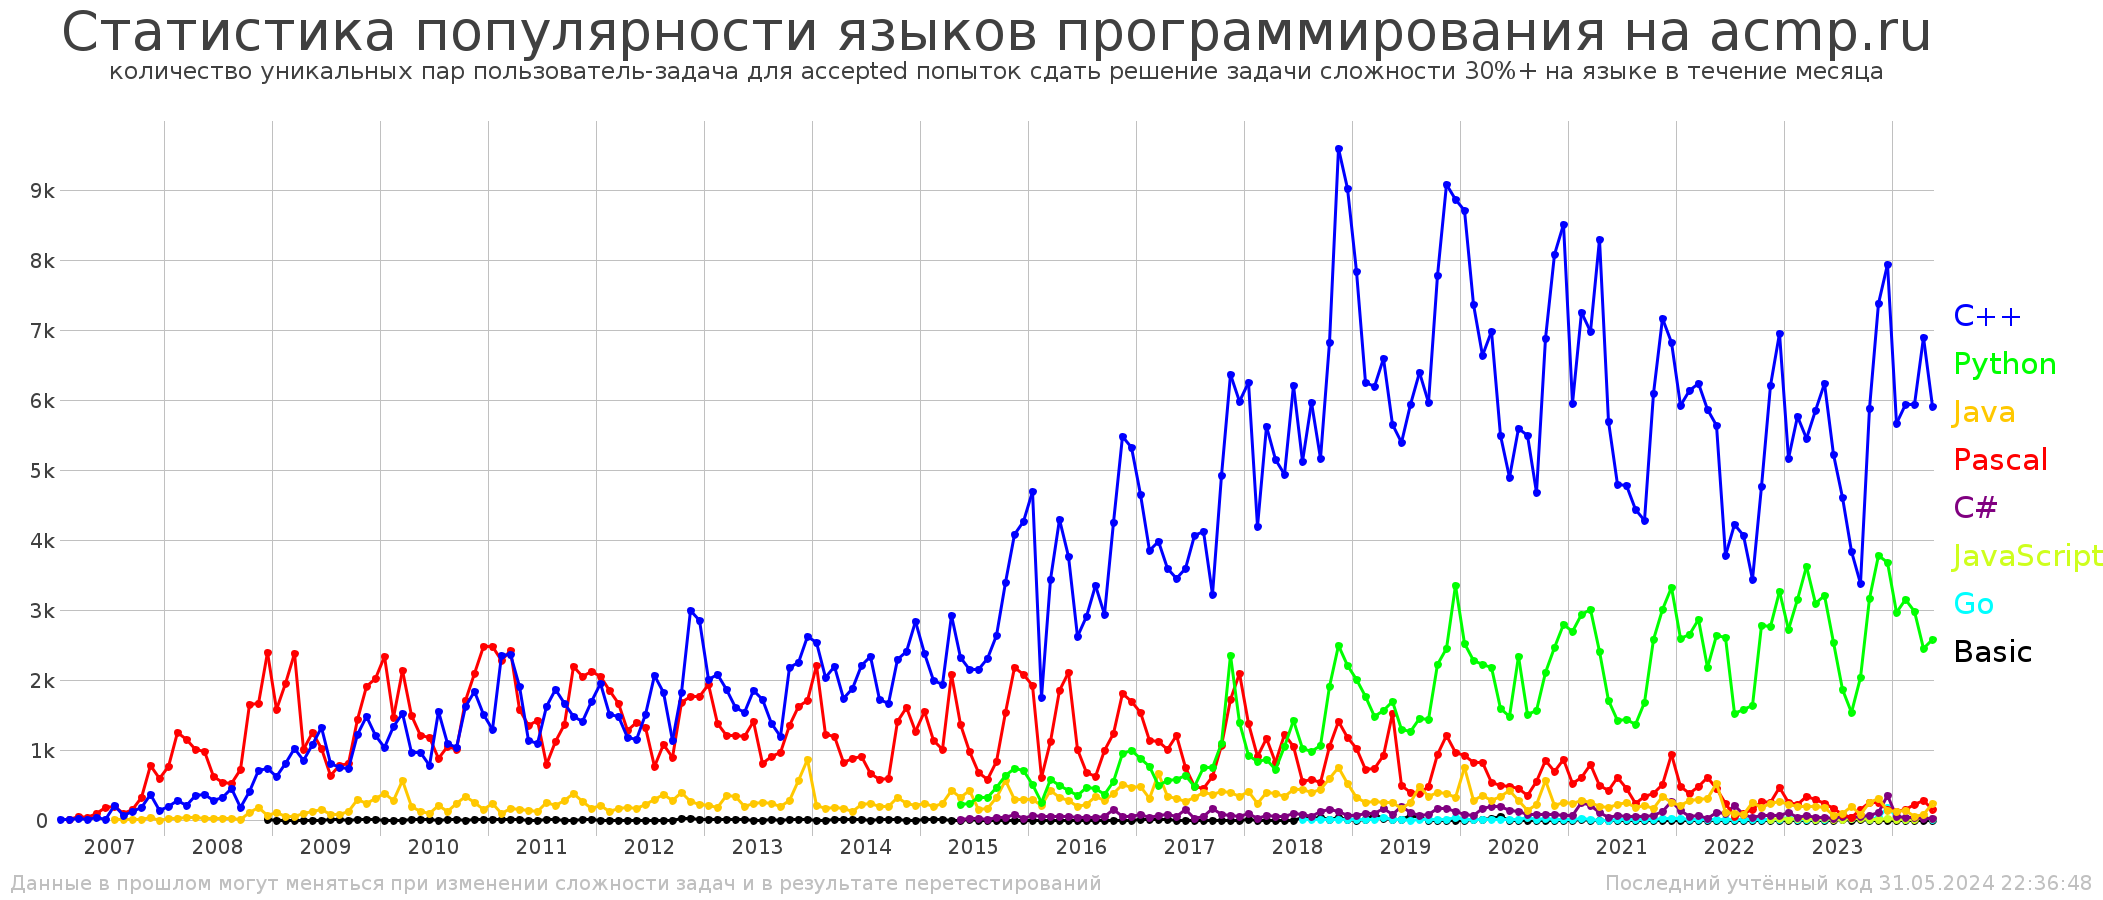 Статистика популярности языков программирования на acmp.ru
количество уникальных пар пользователь-задача для accepted попыток сдать решение задачи сложности 30%+ на языке в течение месяца
9k
8k
7k
6k
5k
4k
3k
2k
1k
0
C++
Python
Java
Pascal
C#
JavaScript
Go
Basic
2007 2008 2009 2010 2011 2012 2013 2014 2015 2016 2017 2018 2019 2020 2021 2022 2023
Данные в прошлом могут меняться при изменении сложности задач и в результате перетестирований
Последний учтённый код 31.05.2024 22:36:48